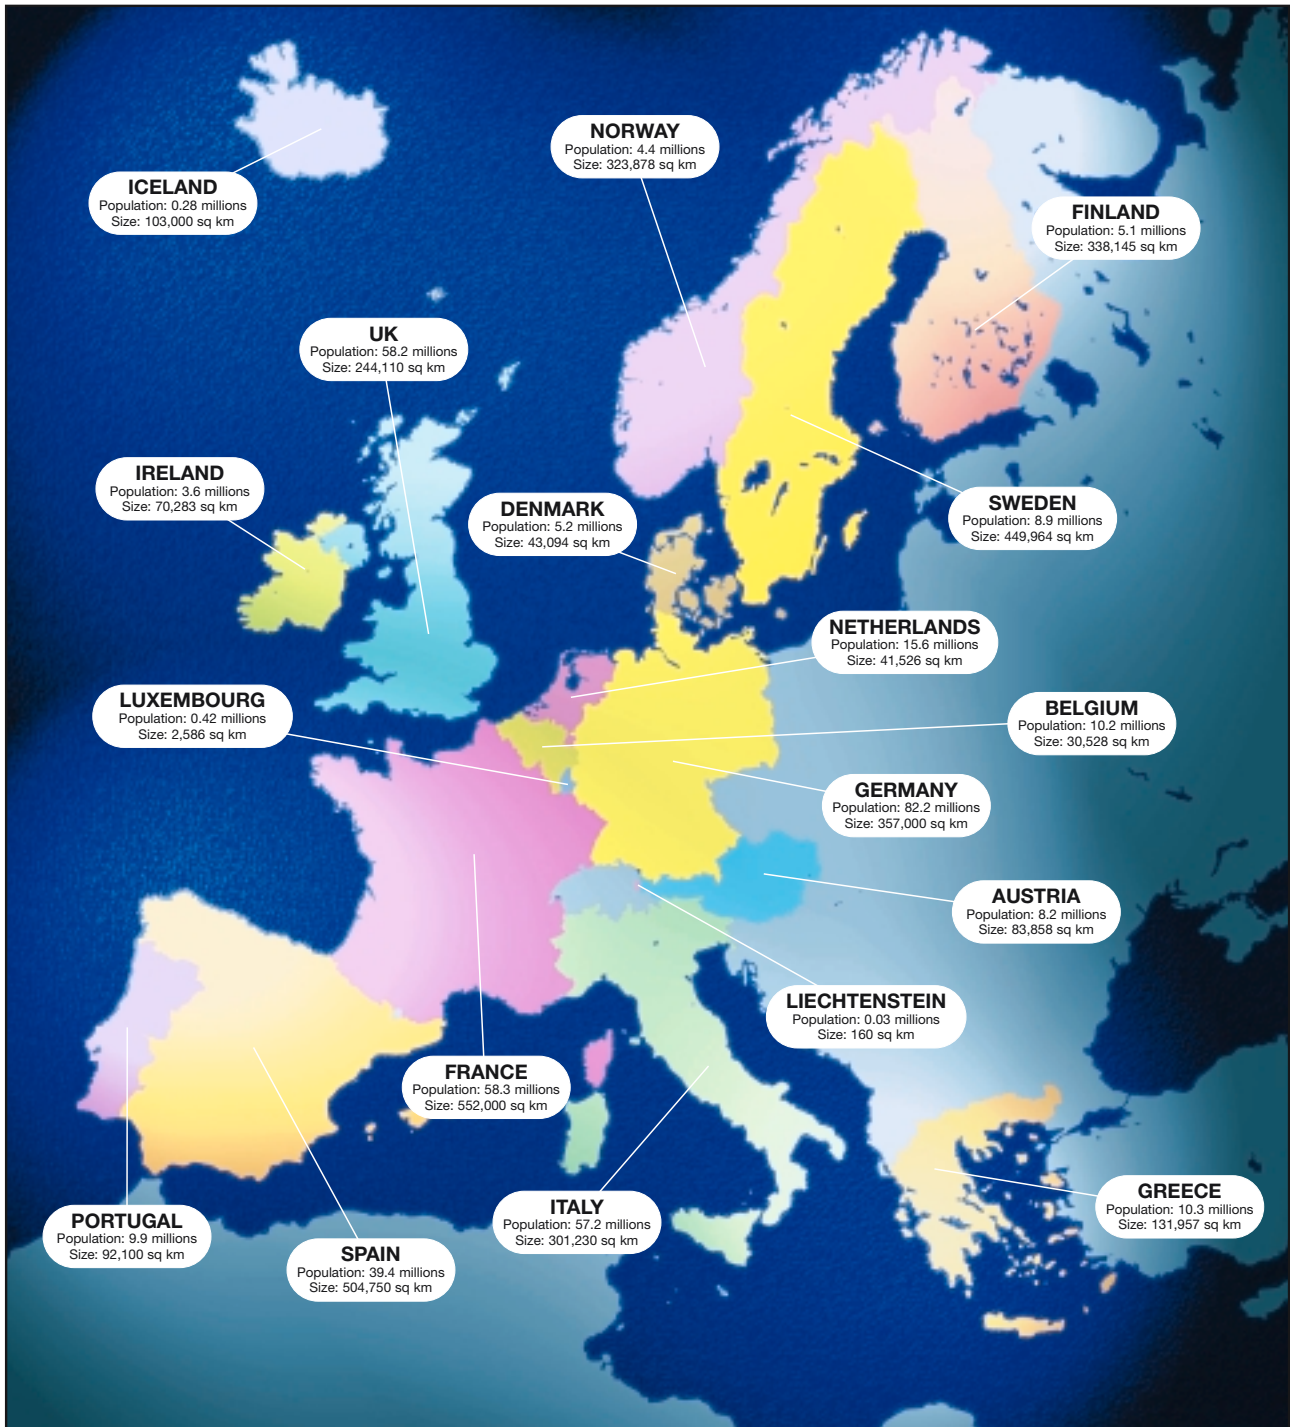 NORWAY
Population: 4.4 millions
Size: 323,878 sq km
ICELAND
Population: 0.28 millions
Size: 103,000 sq km
FINLAND
Population: 5.1 millions
Size: 338,145 sq km
UK
Population: 58.2 millions
Size: 244,110 sq km
IRELAND
Population: 3.6 millions
Size: 70,283 sq km
DENMARK
Population: 5.2 millions
Size: 43,094 sq km
SWEDEN
Population: 8.9 millions
Size: 449,964 sq km
NETHERLANDS
Population: 15.6 millions
Size: 41,526 sq km
LUXEMBOURG
Population: 0.42 millions
Size: 2,586 sq km
BELGIUM
Population: 10.2 millions
Size: 30,528 sq km
GERMANY
Population: 82.2 millions
Size: 357,000 sq km
AUSTRIA
Population: 8.2 millions
Size: 83,858 sq km
LIECHTENSTEIN
Population: 0.03 millions
Size: 160 sq km
FRANCE
Population: 58.3 millions
Size: 552,000 sq km
GREECE
Population: 10.3 millions
Size: 131,957 sq km
ITALY
Population: 57.2 millions
Size: 301,230 sq km
PORTUGAL
Population: 9.9 millions
Size: 92,100 sq km
SPAIN
Population: 39.4 millions
Size: 504,750 sq km